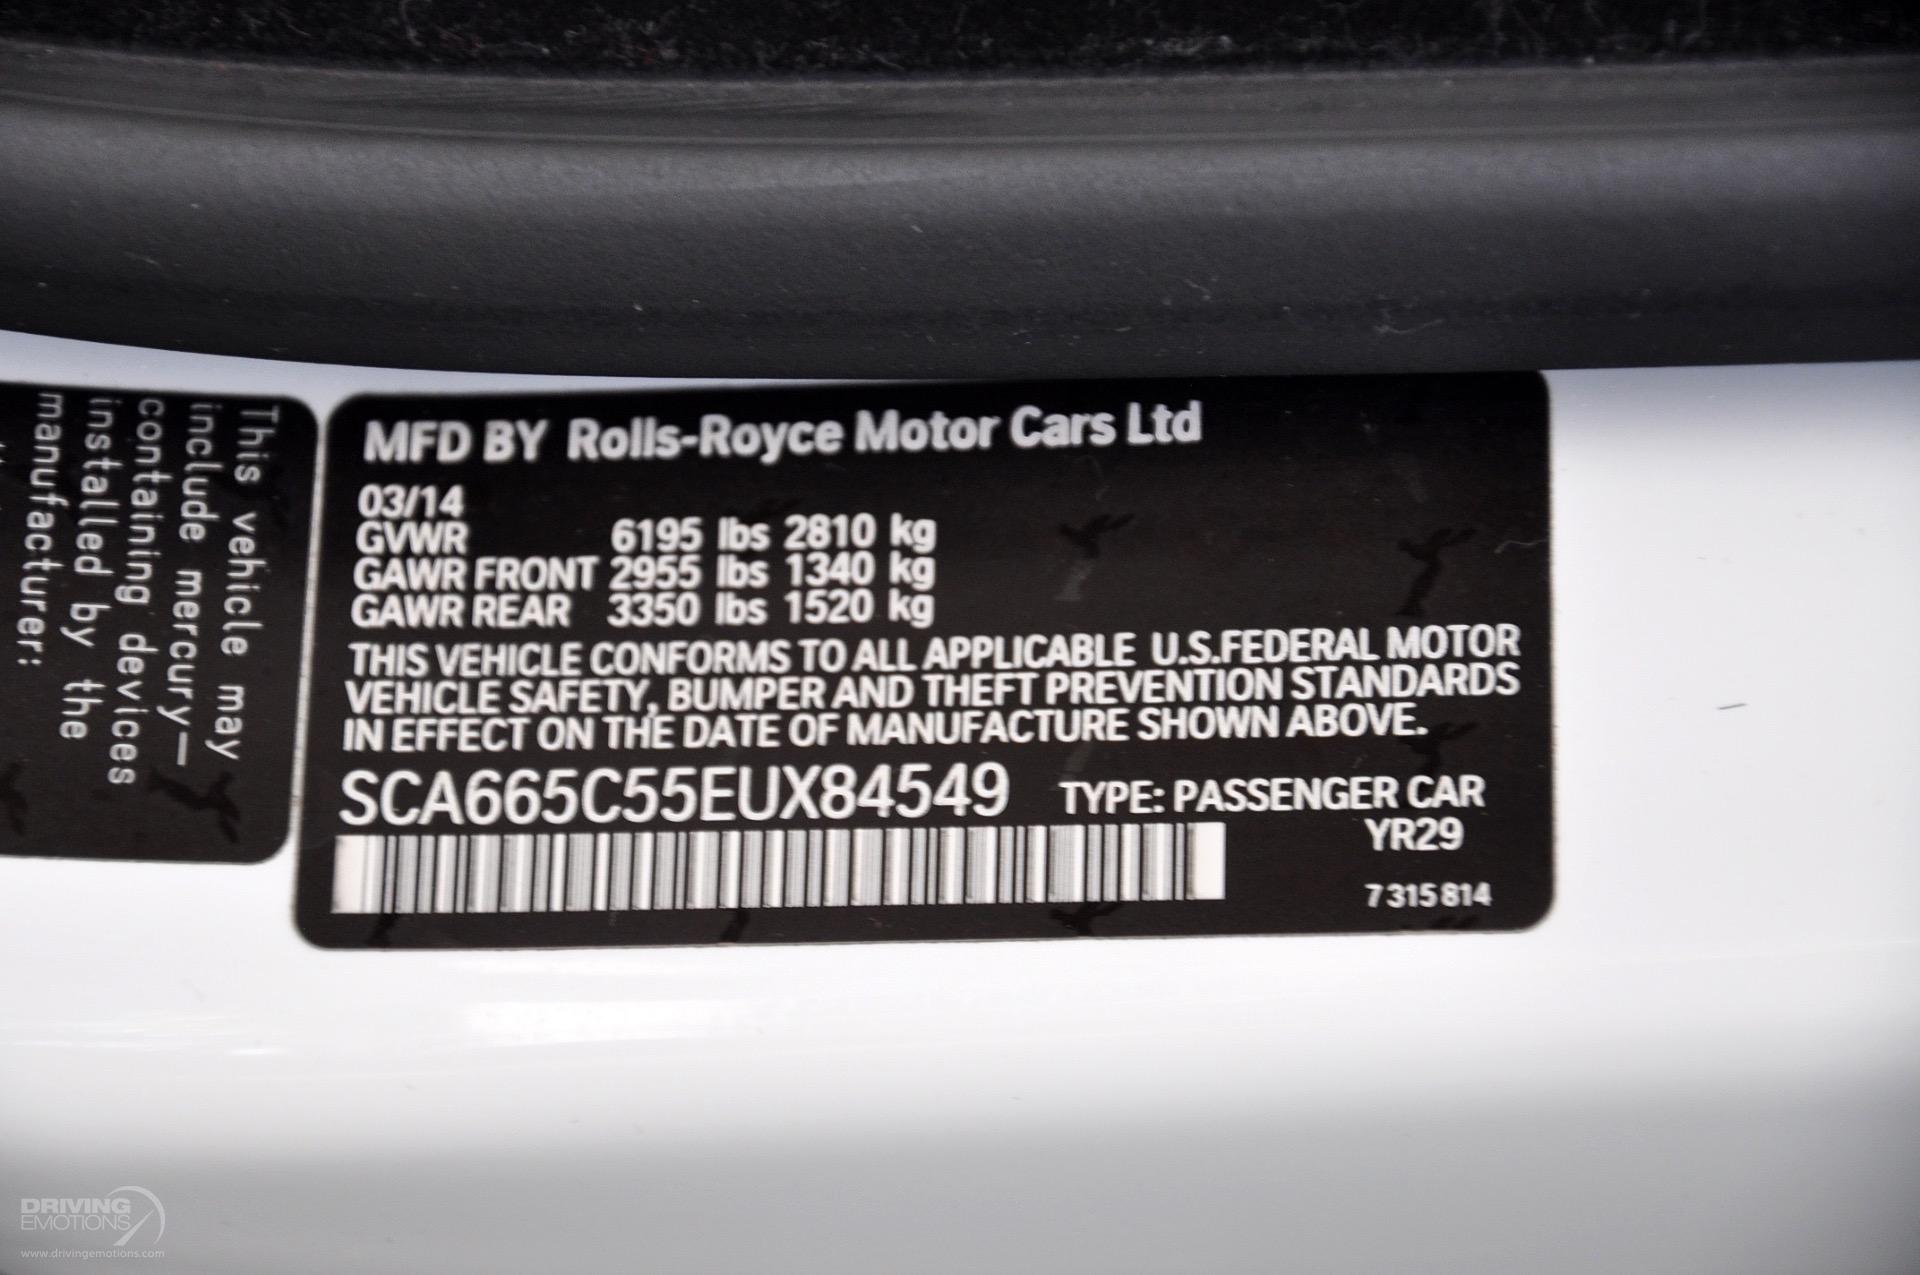 This vehicle may
include mercury—
containing devices
installed by the
manufacturer:
MFD BY Rolls-Royce Motor Cars Ltd
03/14
GVWR 6195 lbs 2810 kg
GAWR FRONT 2955 lbs 1340 kg
GAWR REAR 3350 lbs 1520 kg
THIS VEHICLE CONFORMS TO ALL APPLICABLE U.S.FEDERAL MOTOR
VEHICLE SAFETY, BUMPER AND THEFT PREVENTION STANDARDS
IN EFFECT ON THE DATE OF MANUFACTURE SHOWN ABOVE.
SCA665C55EUX84549 TYPE: PASSENGER CAR
YR29
7 315 814
DRIVING
EMOTIONS
www.drivingemotions.com